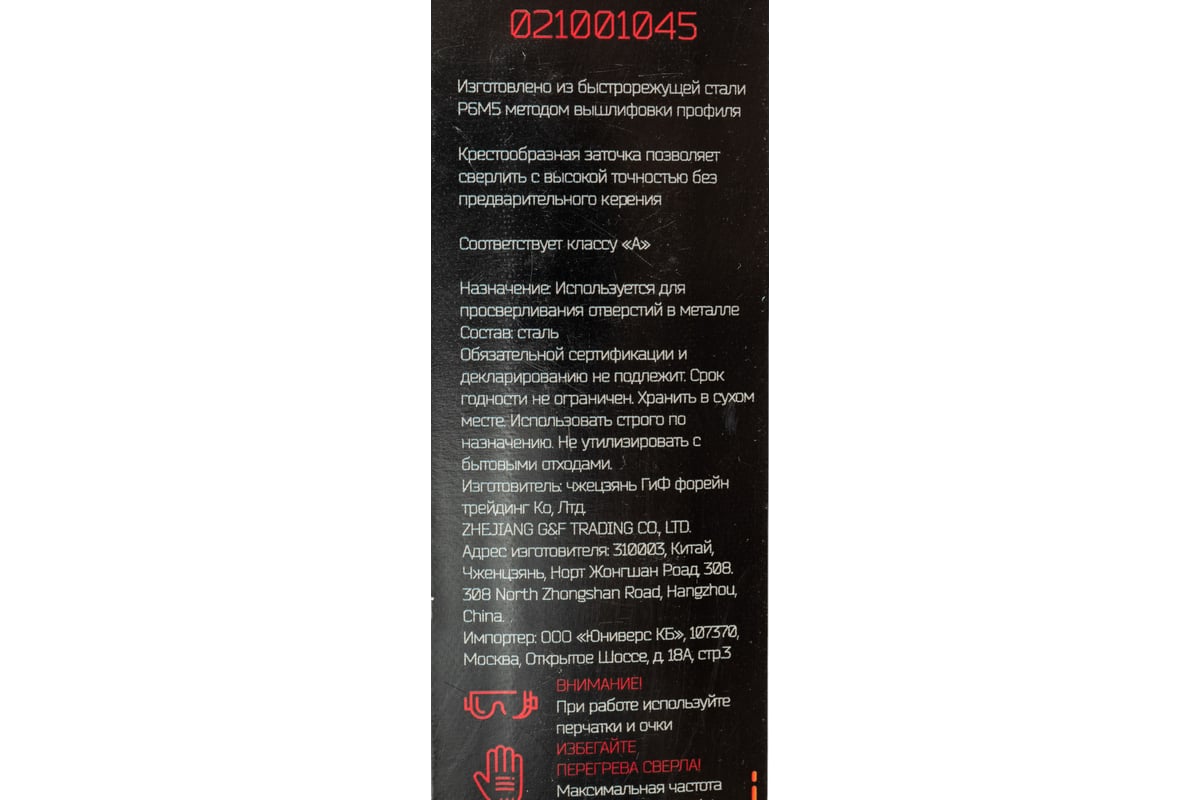 021001045
Изготовлено из быстрорежущей стали
Р6М5 методом вышлифовки профиля
Крестообразная заточка позволяет
сверлить с высокой точностью без
предварительного керения
Соответствует классу «А»
Назначение: Используется для
просверливания отверстий в металле
Состав: сталь
Обязательной сертификации и
декларированию не подлежит. Срок
годности не ограничен. Хранить в сухом
месте. Использовать строго по
назначению. Не утилизировать с
бытовыми отходами.
Изготовитель: чжецзянь ГиФ форейн
трейдинг Ко, Лтд.
ZHEJIANG G&F TRADING CO., LTD.
Адрес изготовителя: 310003, Китай,
Чженцзянь, Норт Жонгшан Роад, 308.
308 North Zhongshan Road, Hangzhou,
China.
Импортер: ООО «Юниверс КБ», 107370,
Москва, Открытое Шоссе, д. 18А, стр.3
ВНИМАНИЕ!
При работе используйте
перчатки и очки
ИЗБЕГАЙТЕ
ПЕРЕГРЕВА СВЕРЛА!
Максимальная частота